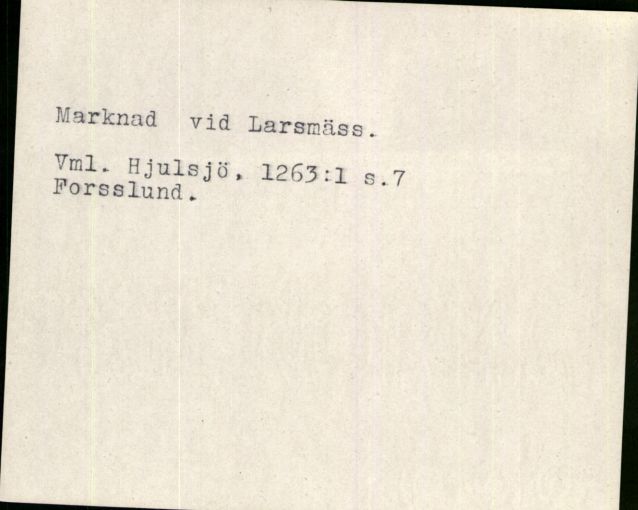 Marknad vid Larsmäss.
Vml. Hjulsjö, 1263:1 s.7
Forsslund.